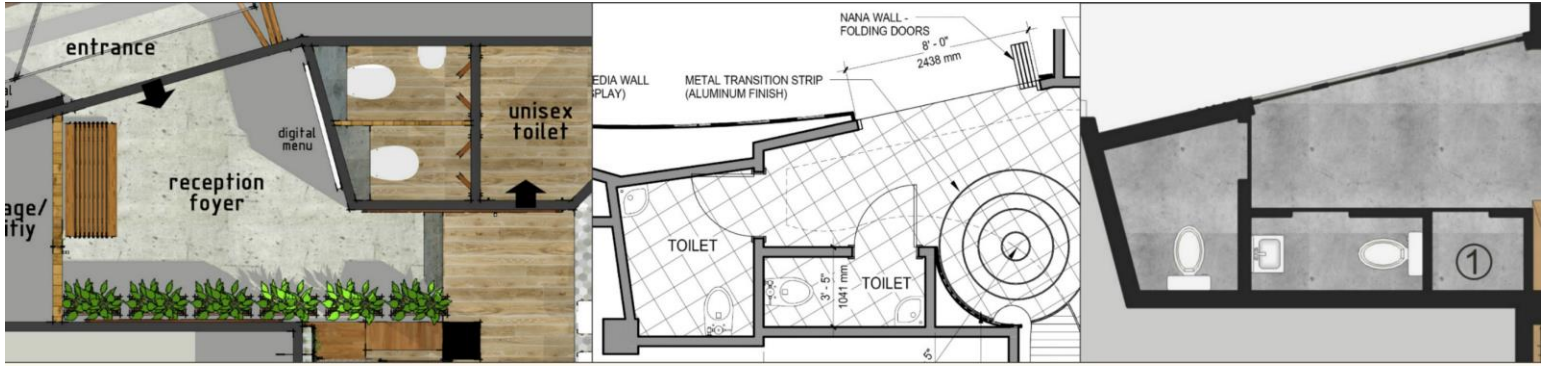 entrance
digital
menu
reception
foyer
unisex
toilet
NANA WALL -
FOLDING DOORS
8' - 0"
2438 mm
METAL TRANSITION STRIP
(ALUMINUM FINISH)
EDIA WALL
TOILET
3' - 5"
1041 mm
TOILET
5"
1